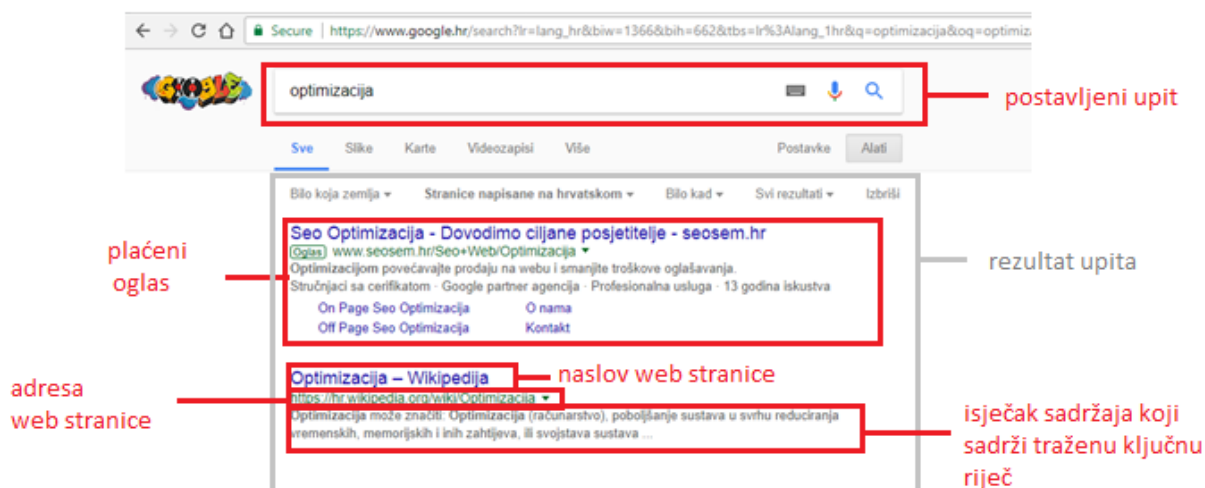 Secure | https://www.google.hr/search?lr=lang_hr&biw=1366&bih=662&tbs=lr%3Alang_1hr&q=optimizacija&oq=optimiz
GOOGLE
optimizacija
postavljeni upit
Sve Slike Karte Videozapisi Više Postavke Alati
Bilo koja zemlja Stranice napisane na hrvatskom Bilo kad Svi rezultati Izbriši
plaćeni
oglas
Seo Optimizacija - Dovodimo ciljane posjetitelje - seosem.hr
Oglas www.seosem.hr/Seo+Web/Optimizacija
Optimizacijom povećavajte prodaju na webu i smanjite troškove oglašavanja.
Stručnjaci sa cerifikatom · Google partner agencija · Profesionalna usluga · 13 godina iskustva
On Page Seo Optimizacija O nama
Off Page Seo Optimizacija Kontakt
rezultat upita
Optimizacija – Wikipedija
naslov web stranice
adresa
web stranice
https://hr.wikipedia.org/wiki/Optimizacija
Optimizacija može značiti: Optimizacija (računarstvo), poboljšanje sustava u svrhu reduciranja
vremenskih, memorijskih i inih zahtijeva, ili svojstava sustava ...
isječak sadržaja koji
sadrži traženu ključnu
riječ